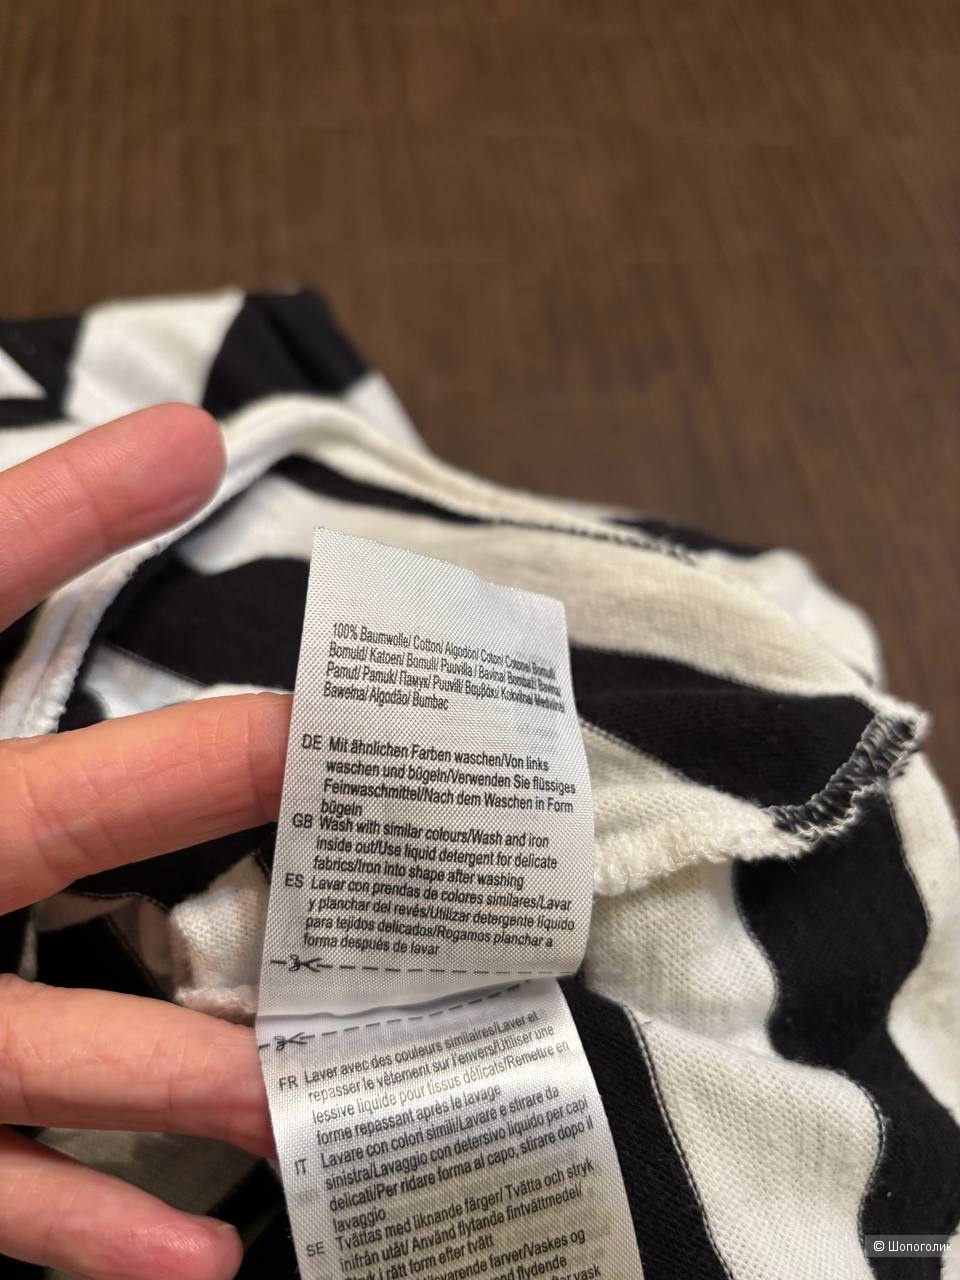 100% Baumwolle/ Cotton/ Algodón/ Coton/ Cotone/ Bomull/
Bomuld/ Katoen/ Bomull/ Puuvilla / Bavlna/ Bombaž/ Bavlna/
Pamut/ Pamuk/ Памук/ Puuvill/ Βαμβάκι/ Kokvilna/ Medvilnė/
Bawełna/ Algodão/ Bumbac
DE Mit ähnlichen Farben waschen/Von links
waschen und bügeln/Verwenden Sie flüssiges
Feinwaschmittel/Nach dem Waschen in Form
bügeln
GB Wash with similar colours/Wash and iron
inside out/Use liquid detergent for delicate
fabrics/Iron into shape after washing
ES Lavar con prendas de colores similares/Lavar
y planchar del revés/Utilizar detergente líquido
para tejidos delicados/Rogamos planchar a
forma después de lavar
FR Laver avec des couleurs similaires/Laver et
repasser le vêtement sur l'envers/Utiliser une
lessive liquide pour tissus délicats/Remettre en
forme repassant après le lavage
IT Lavare con colori simili/Lavare e stirare da
sinistra/Lavaggio con detersivo liquido per capi
delicati/Per ridare forma al capo, stirare dopo il
lavaggio
SE Tvättas med liknande färger/ Tvätta och stryk
inifrån utåt/ Använd flytande fintvättmedel/
Stryk i rätt form efter tvätt
farver/Vaskes og
flydende
vask
© Шопоголик